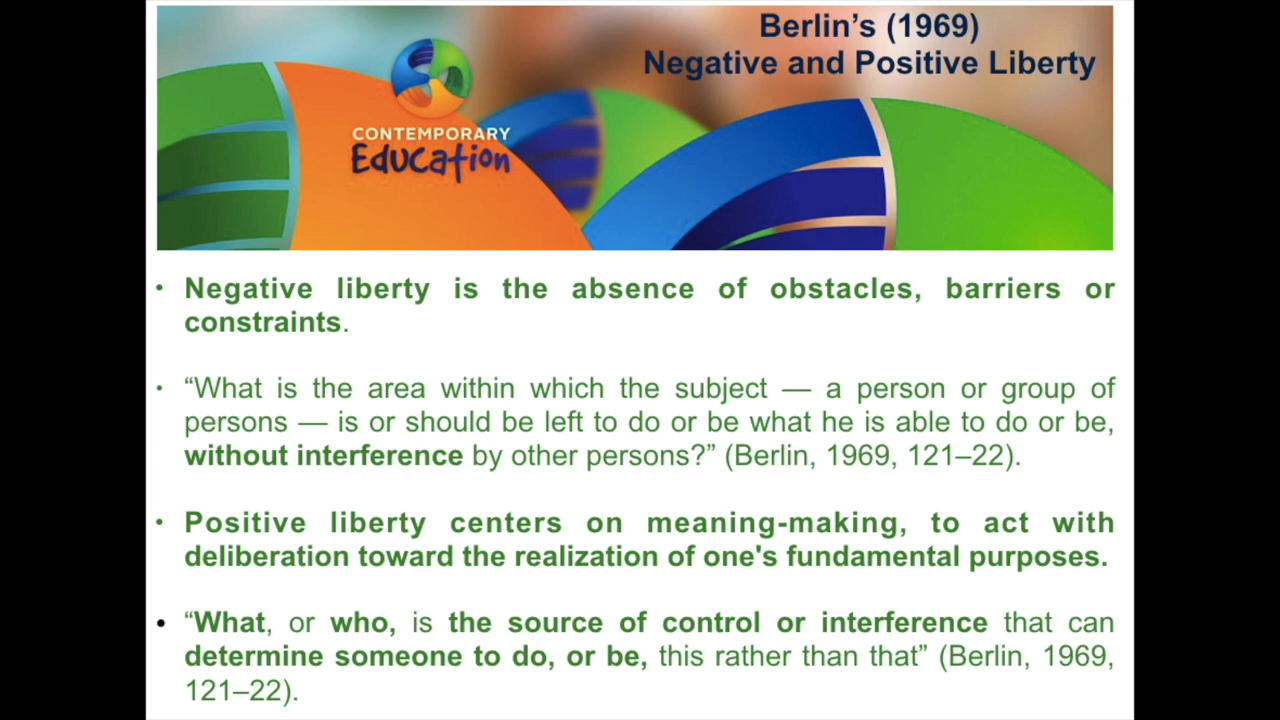 Berlin’s (1969)
Negative and Positive Liberty
CONTEMPORARY
Education
• Negative liberty is the absence of obstacles, barriers or
constraints.
• “What is the area within which the subject — a person or group of
persons — is or should be left to do or be what he is able to do or be,
without interference by other persons?” (Berlin, 1969, 121–22).
• Positive liberty centers on meaning-making, to act with
deliberation toward the realization of one's fundamental purposes.
• “What, or who, is the source of control or interference that can
determine someone to do, or be, this rather than that” (Berlin, 1969,
121–22).